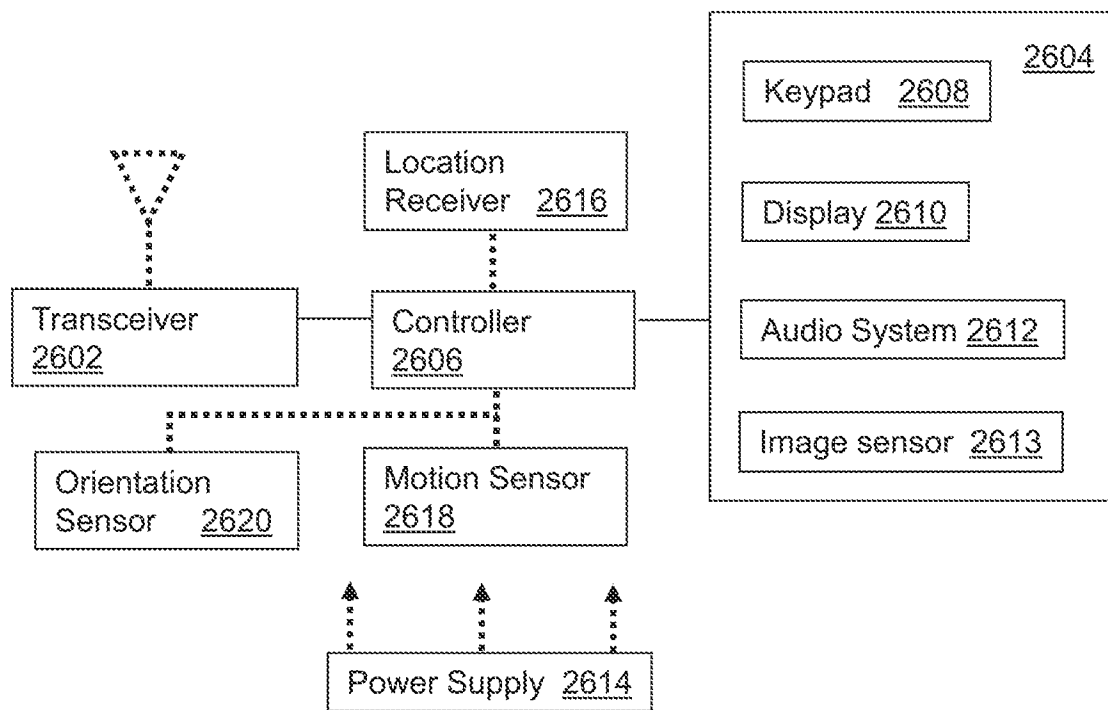 2604
Keypad 2608
Location
Receiver 2616
Display 2610
Transceiver
2602
Controller
2606
Audio System 2612
Image sensor 2613
Orientation
Sensor 2620
Motion Sensor
2618
Power Supply 2614